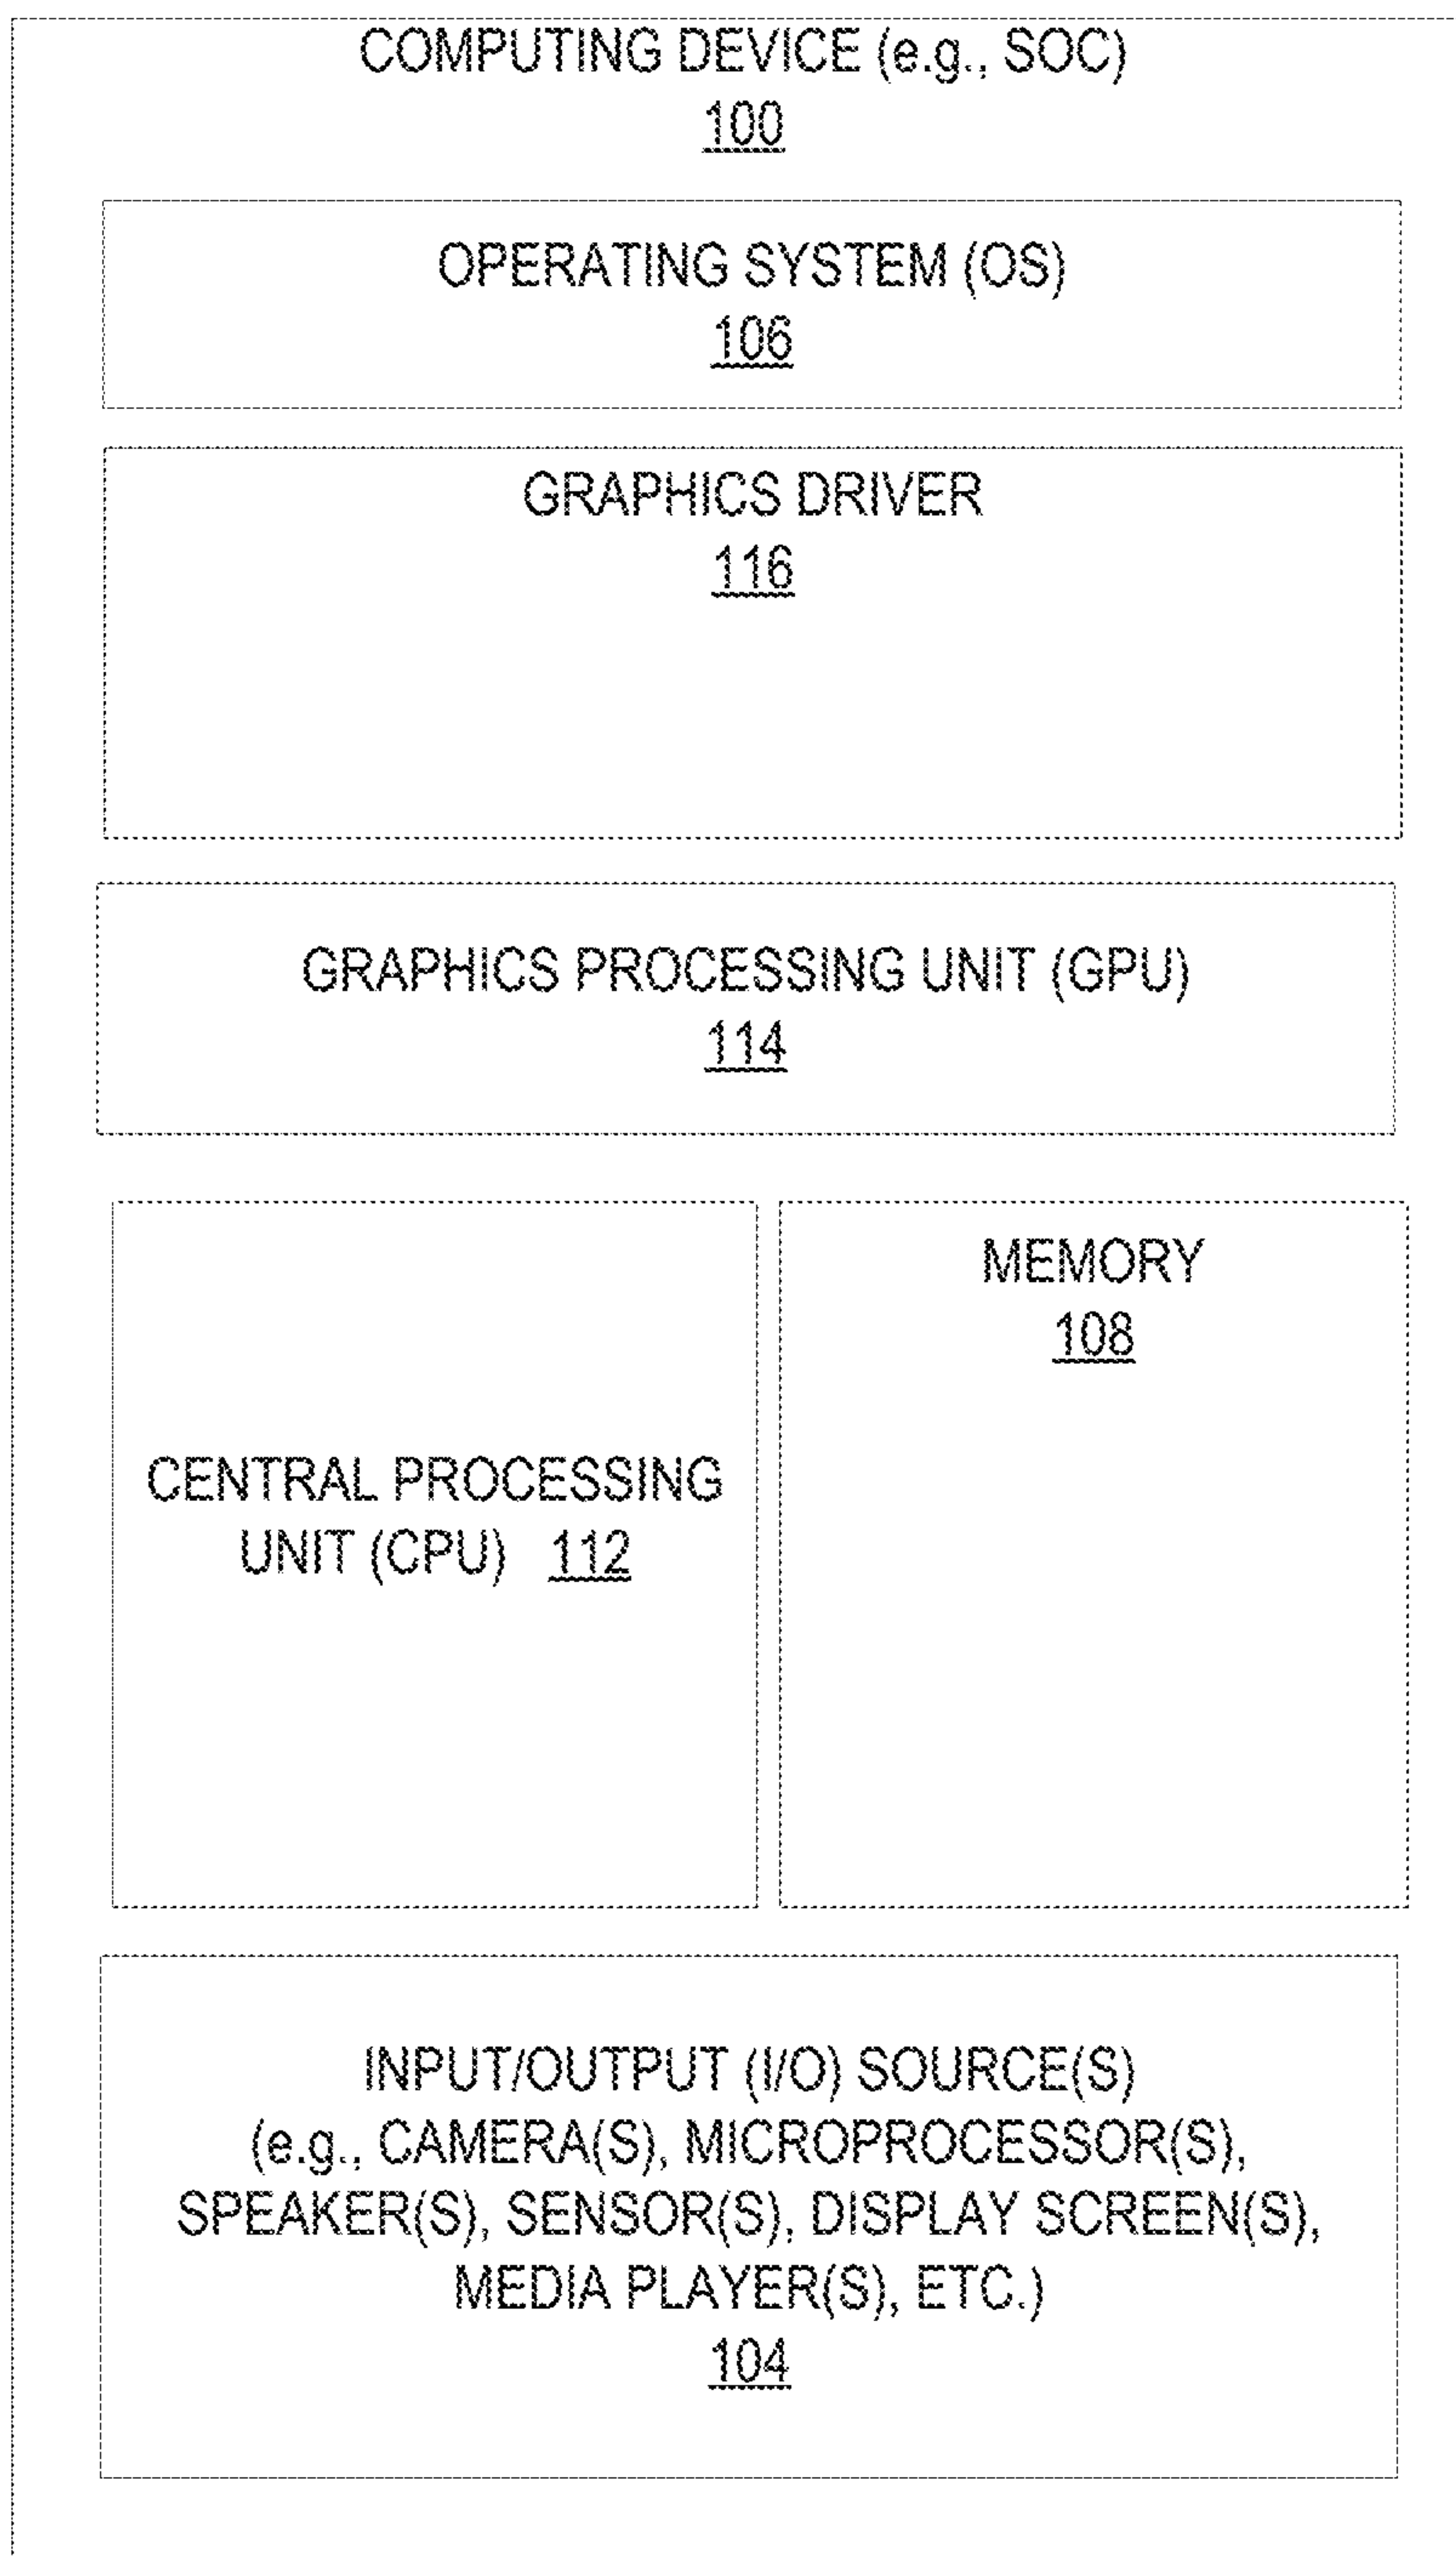 COMPUTING DEVICE (e.g., SOC)
100
OPERATING SYSTEM (OS)
106
GRAPHICS DRIVER
116
GRAPHICS PROCESSING UNIT (GPU)
114
CENTRAL PROCESSING
UNIT (CPU) 112
MEMORY
108
INPUT/OUTPUT (I/O) SOURCE(S)
(e.g., CAMERA(S), MICROPROCESSOR(S),
SPEAKER(S), SENSOR(S), DISPLAY SCREEN(S),
MEDIA PLAYER(S), ETC.)
104